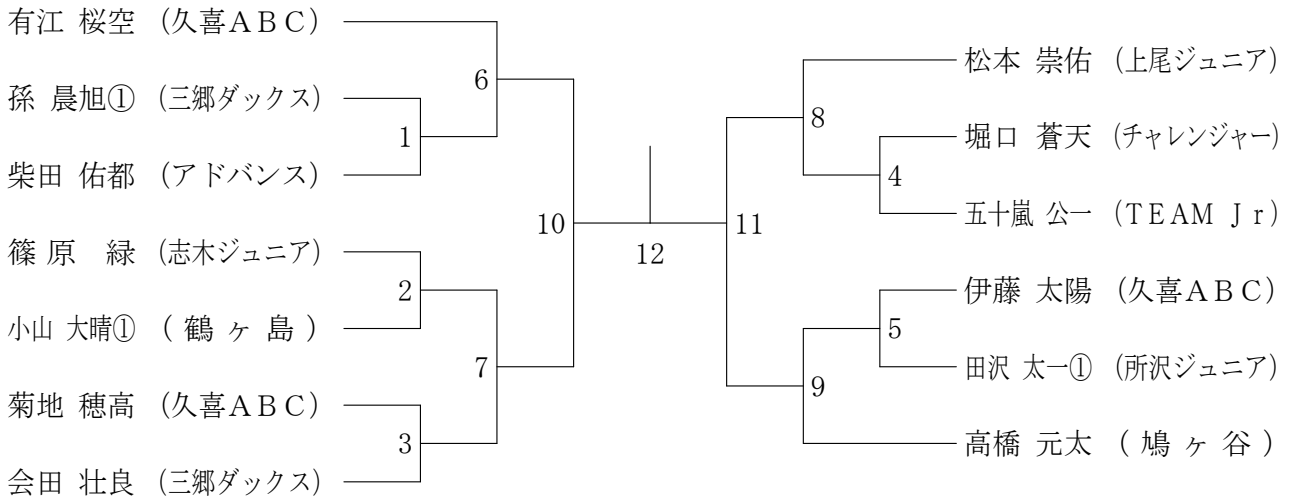 有江 桜空 (久喜ABC)
孫 晨旭① (三郷ダックス)
柴田 佑都 (アドバンス)
篠原 緑 (志木ジュニア)
小山 大晴① (鶴ヶ島)
菊地 穂高 (久喜ABC)
会田 壮良 (三郷ダックス)
6
1
2
7
3
10
12
11
8
4
5
9
松本 崇佑 (上尾ジュニア)
堀口 蒼天 (チャレンジャー)
五十嵐 公一 (TEAM Jr)
伊藤 太陽 (久喜ABC)
田沢 太一① (所沢ジュニア)
高橋 元太 (鳩ヶ谷)